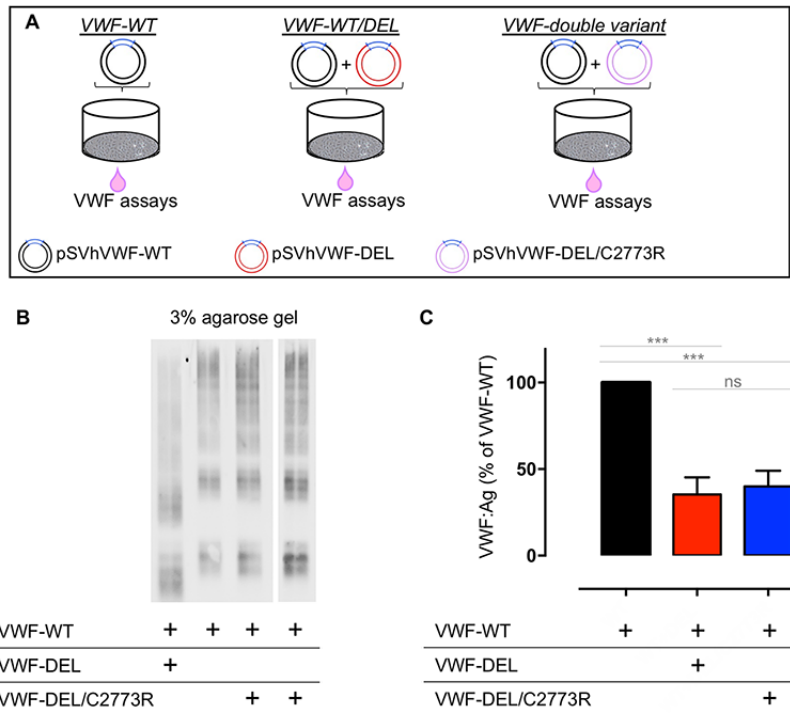 A
VWF-WT
VWF-WT/DEL
VWF-double variant
+
+
VWF assays
VWF assays
VWF assays
pSVhVWF-WT
pSVhVWF-DEL
pSVhVWF-DEL/C2773R
B
3% agarose gel
VWF-WT + + + +
VWF-DEL +
VWF-DEL/C2773R + +
C
VWF:Ag (% of VWF-WT)
***
***
ns
100
50
0
VWF-WT + + +
VWF-DEL +
VWF-DEL/C2773R +